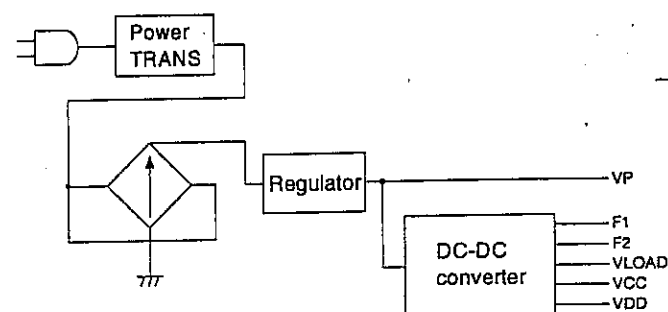 Power
TRANS
Regulator
VP
DC-DC
converter
F1
F2
VLOAD
VCC
VDD